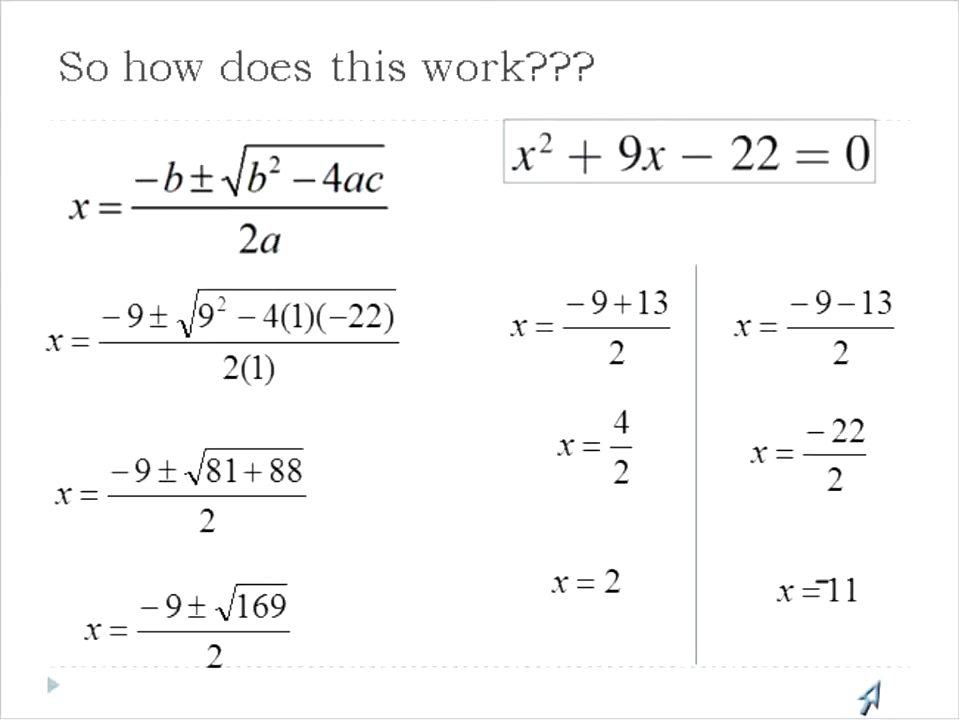 So how does this work???
x² + 9x − 22 = 0
x = (−b ± √(b² − 4ac)) / 2a
x = (−9 ± √(9² − 4(1)(−22))) / 2(1)
x = (−9 ± √(81 + 88)) / 2
x = (−9 ± √169) / 2
x = (−9 + 13) / 2
x = 4 / 2
x = 2
x = (−9 − 13) / 2
x = −22 / 2
x = −11